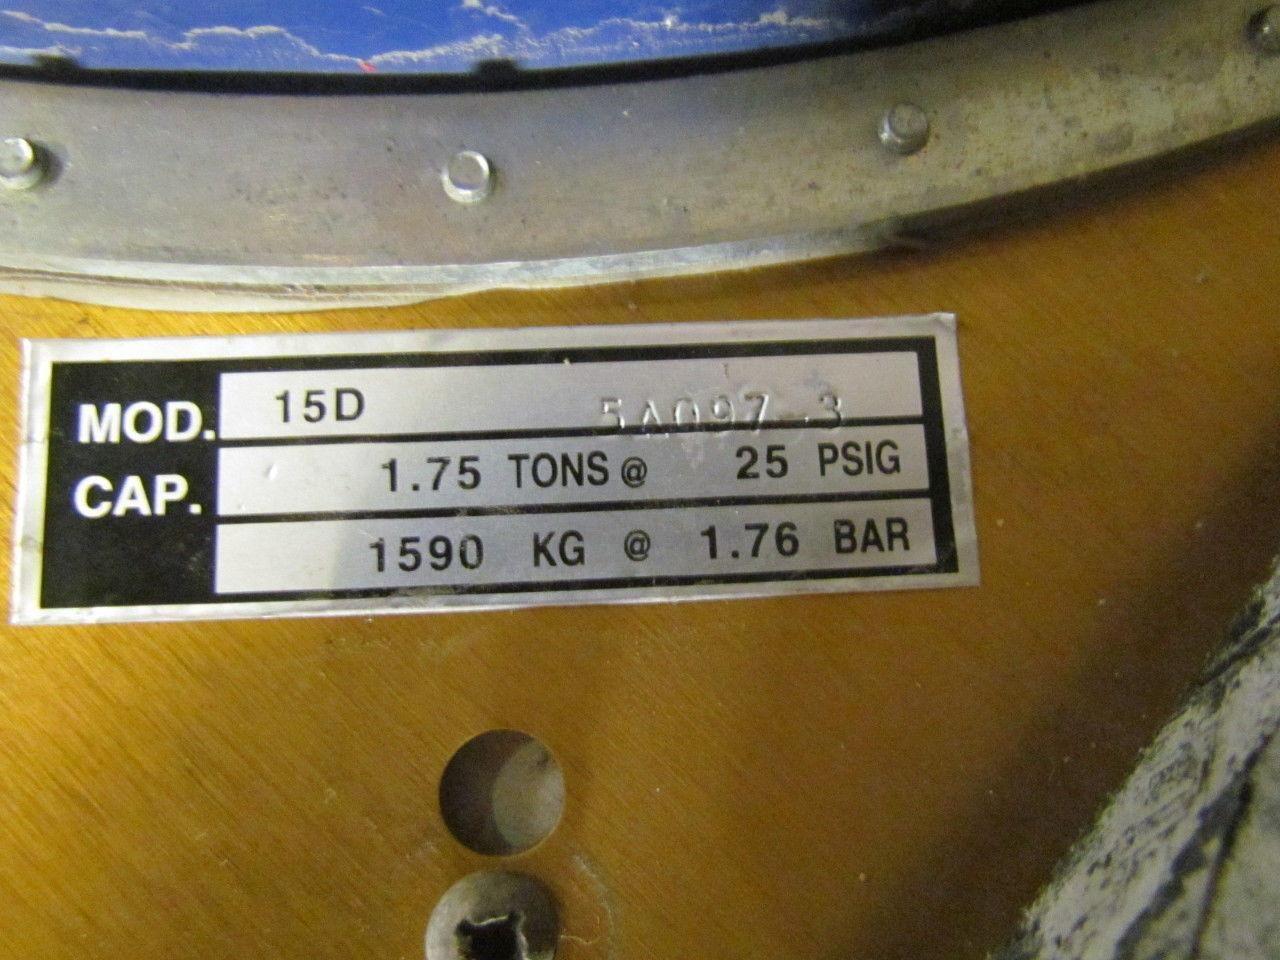 MOD. 15D 5A097-3
CAP. 1.75 TONS @ 25 PSIG
1590 KG @ 1.76 BAR